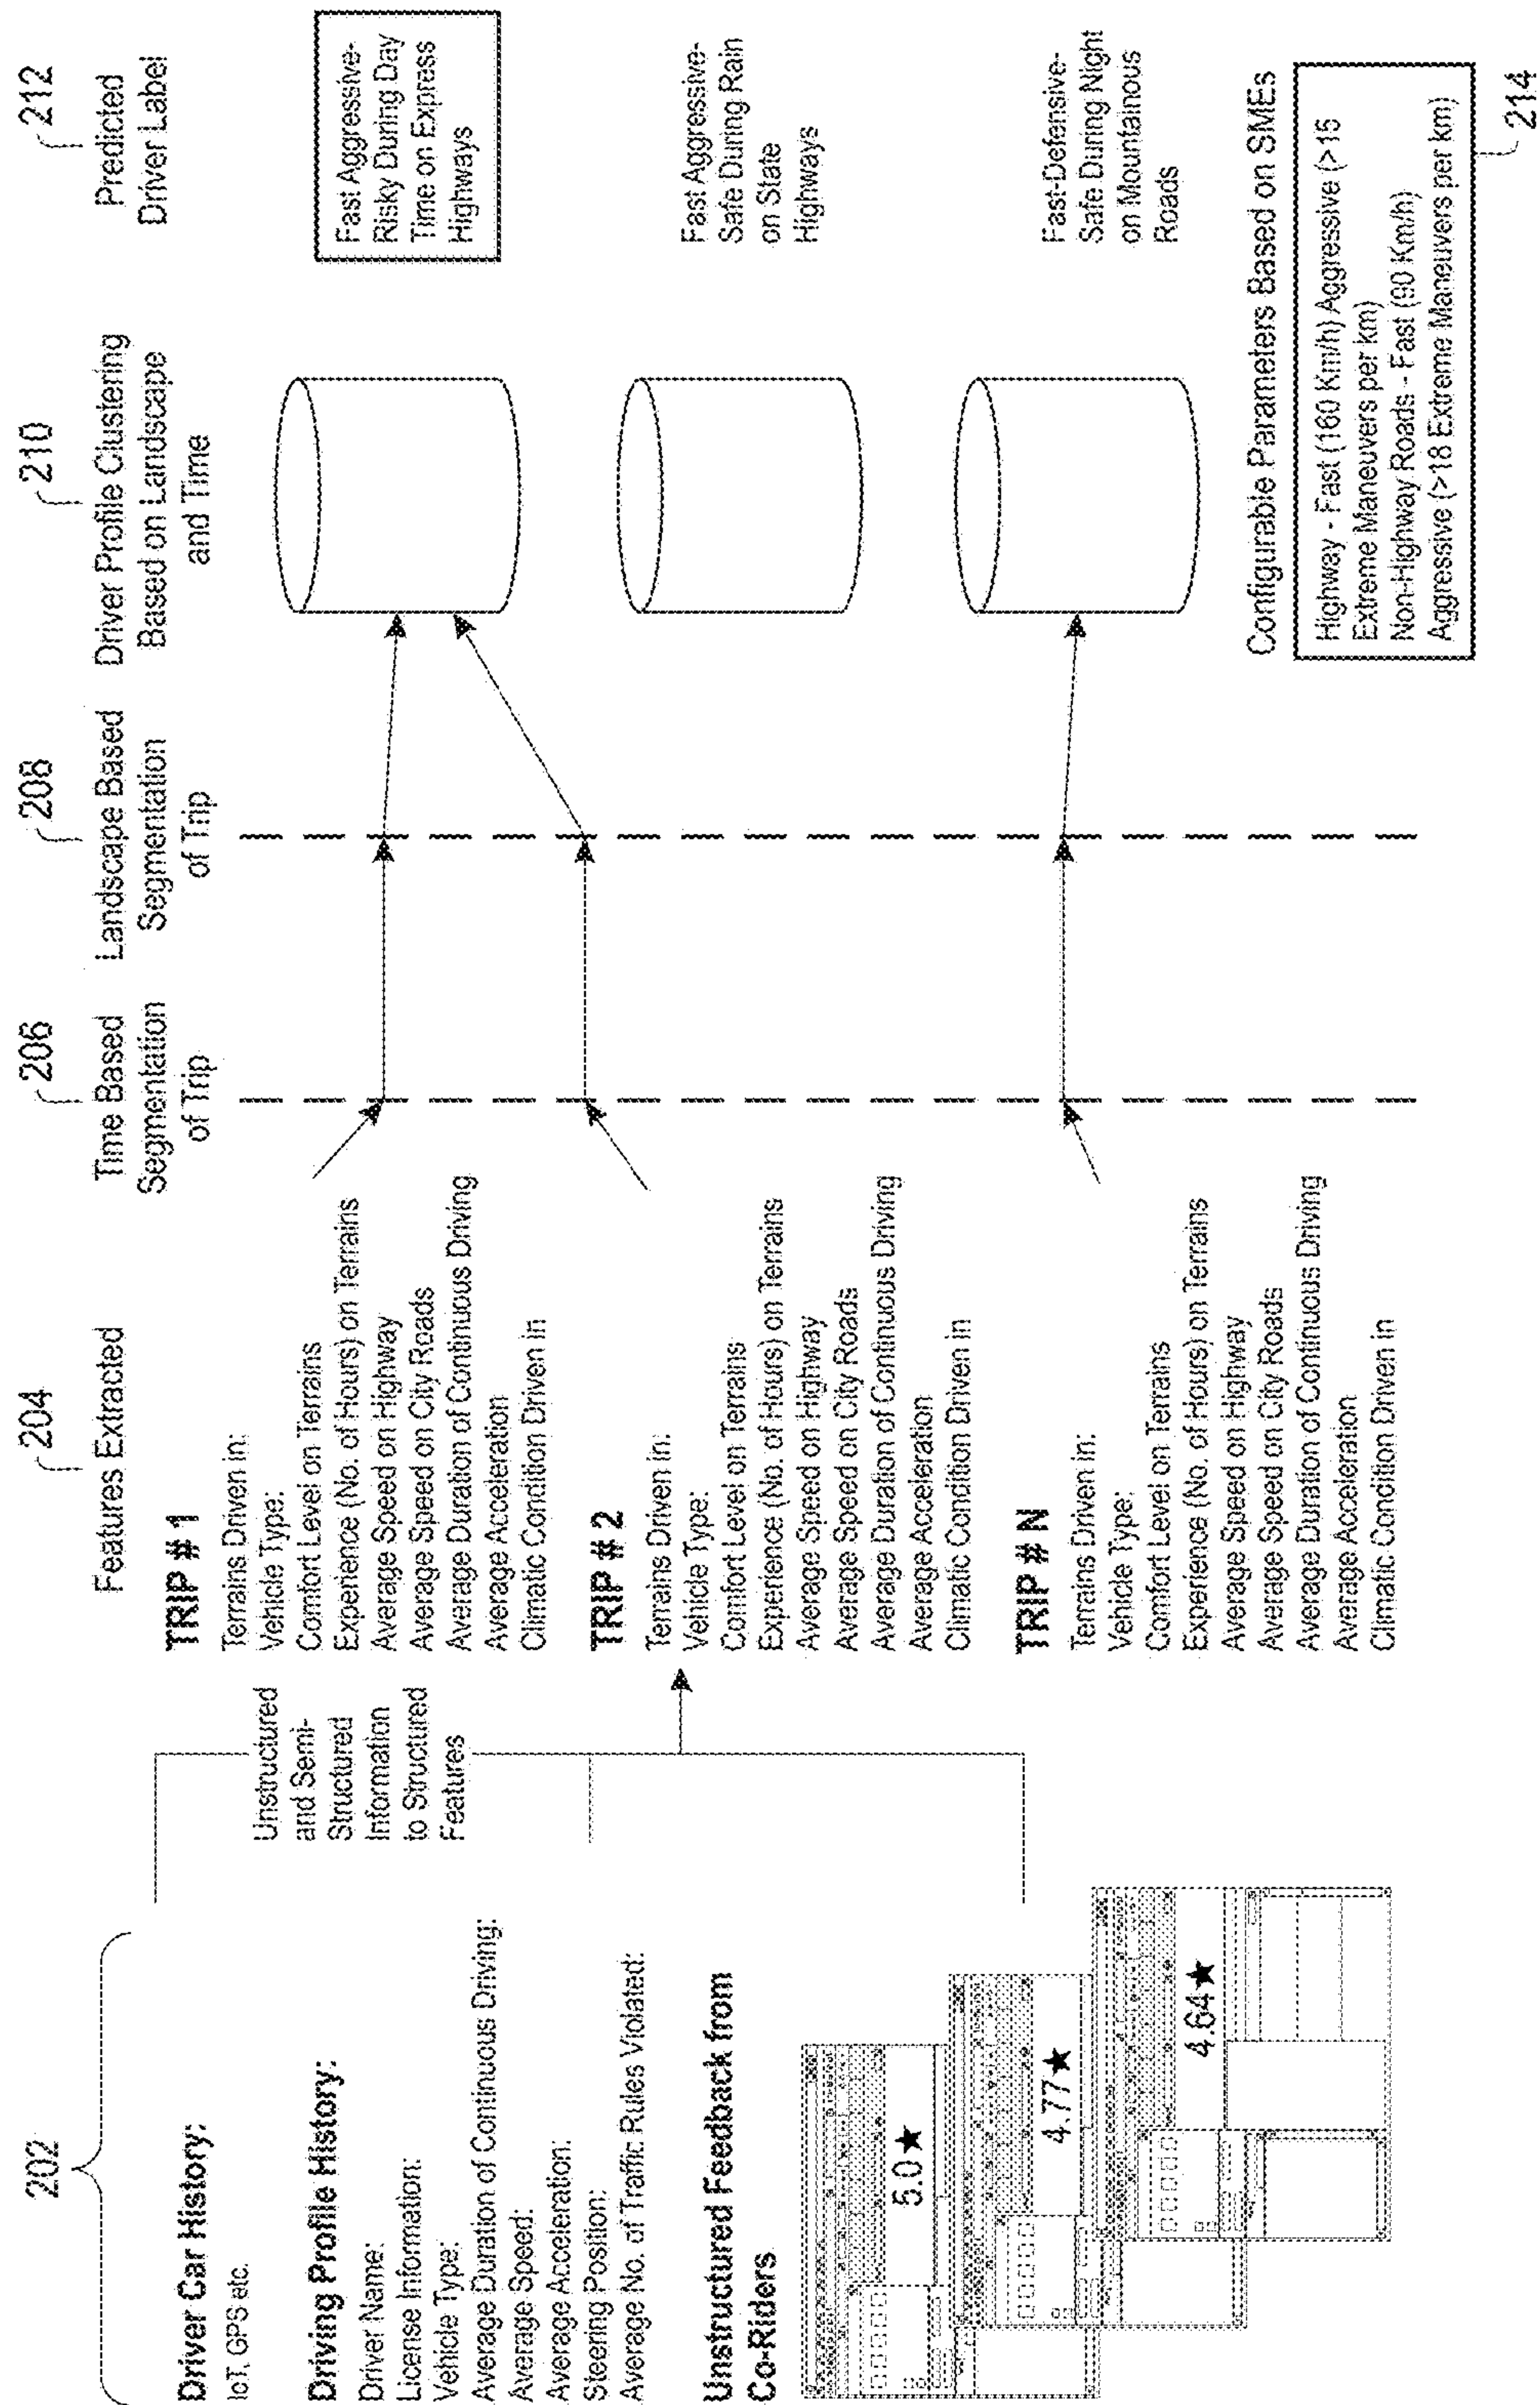 202
Driver Car History:
IoT, GPS etc.
Driving Profile History:
Driver Name:
License Information:
Vehicle Type:
Average Duration of Continuous Driving:
Average Speed:
Average Acceleration:
Steering Position:
Average No. of Traffic Rules Violated:
Unstructured Feedback from
Co-Riders
5.0★
4.77★
4.64★
Unstructured
and Semi-
Structured
Information
to Structured
Features
204
Features Extracted
TRIP # 1
Terrains Driven in:
Vehicle Type:
Comfort Level on Terrains
Experience (No. of Hours) on Terrains
Average Speed on Highway
Average Speed on City Roads
Average Duration of Continuous Driving
Average Acceleration
Climatic Condition Driven in
TRIP # 2
Terrains Driven in:
Vehicle Type:
Comfort Level on Terrains
Experience (No. of Hours) on Terrains
Average Speed on Highway
Average Speed on City Roads
Average Duration of Continuous Driving
Average Acceleration
Climatic Condition Driven in
TRIP # N
Terrains Driven in:
Vehicle Type:
Comfort Level on Terrains
Experience (No. of Hours) on Terrains
Average Speed on Highway
Average Speed on City Roads
Average Duration of Continuous Driving
Average Acceleration
Climatic Condition Driven in
206
Time Based
Segmentation
of Trip
208
Landscape Based
Segmentation
of Trip
210
Driver Profile Clustering
Based on Landscape
and Time
212
Predicted
Driver Label
Fast Aggressive-
Risky During Day
Time on Express
Highways
Fast Aggressive-
Safe During Rain
on State
Highways
Fast-Defensive-
Safe During Night
on Mountainous
Roads
Configurable Parameters Based on SMEs
Highway - Fast (160 Km/h) Aggressive (>15
Extreme Maneuvers per km)
Non-Highway Roads - Fast (90 Km/h)
Aggressive (>18 Extreme Maneuvers per km)
214